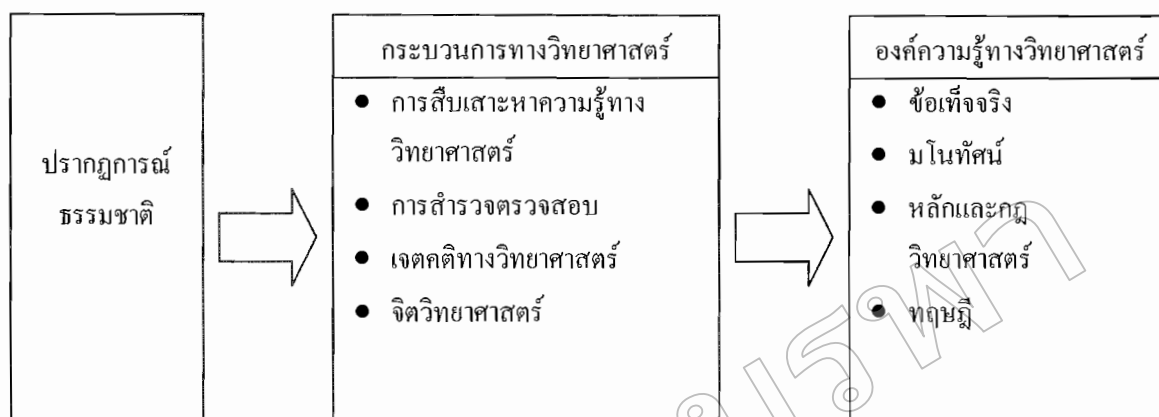 ปรากฏการณ์
ธรรมชาติ
กระบวนการทางวิทยาศาสตร์
● การสืบเสาะหาความรู้ทาง
วิทยาศาสตร์
● การสำรวจตรวจสอบ
● เจตคติทางวิทยาศาสตร์
● จิตวิทยาศาสตร์
องค์ความรู้ทางวิทยาศาสตร์
● ข้อเท็จจริง
● มโนทัศน์
● หลักและกฎ
วิทยาศาสตร์
● ทฤษฎี